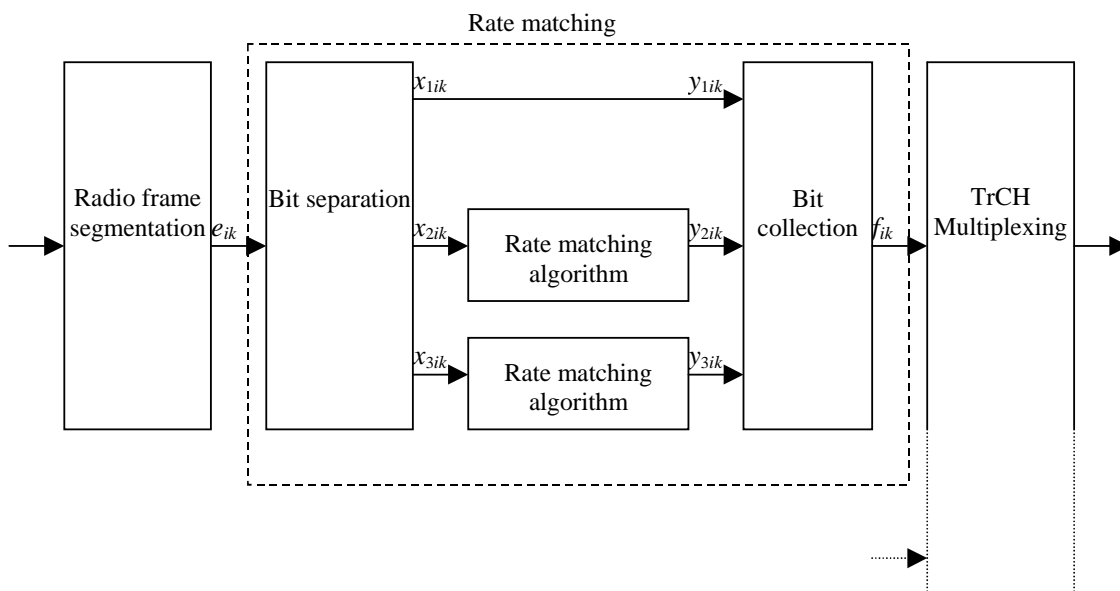 Rate matching
Radio frame
segmentation
e_ik
Bit separation
x_1ik
y_1ik
x_2ik
Rate matching
algorithm
y_2ik
x_3ik
Rate matching
algorithm
y_3ik
Bit
collection
f_ik
TrCH
Multiplexing